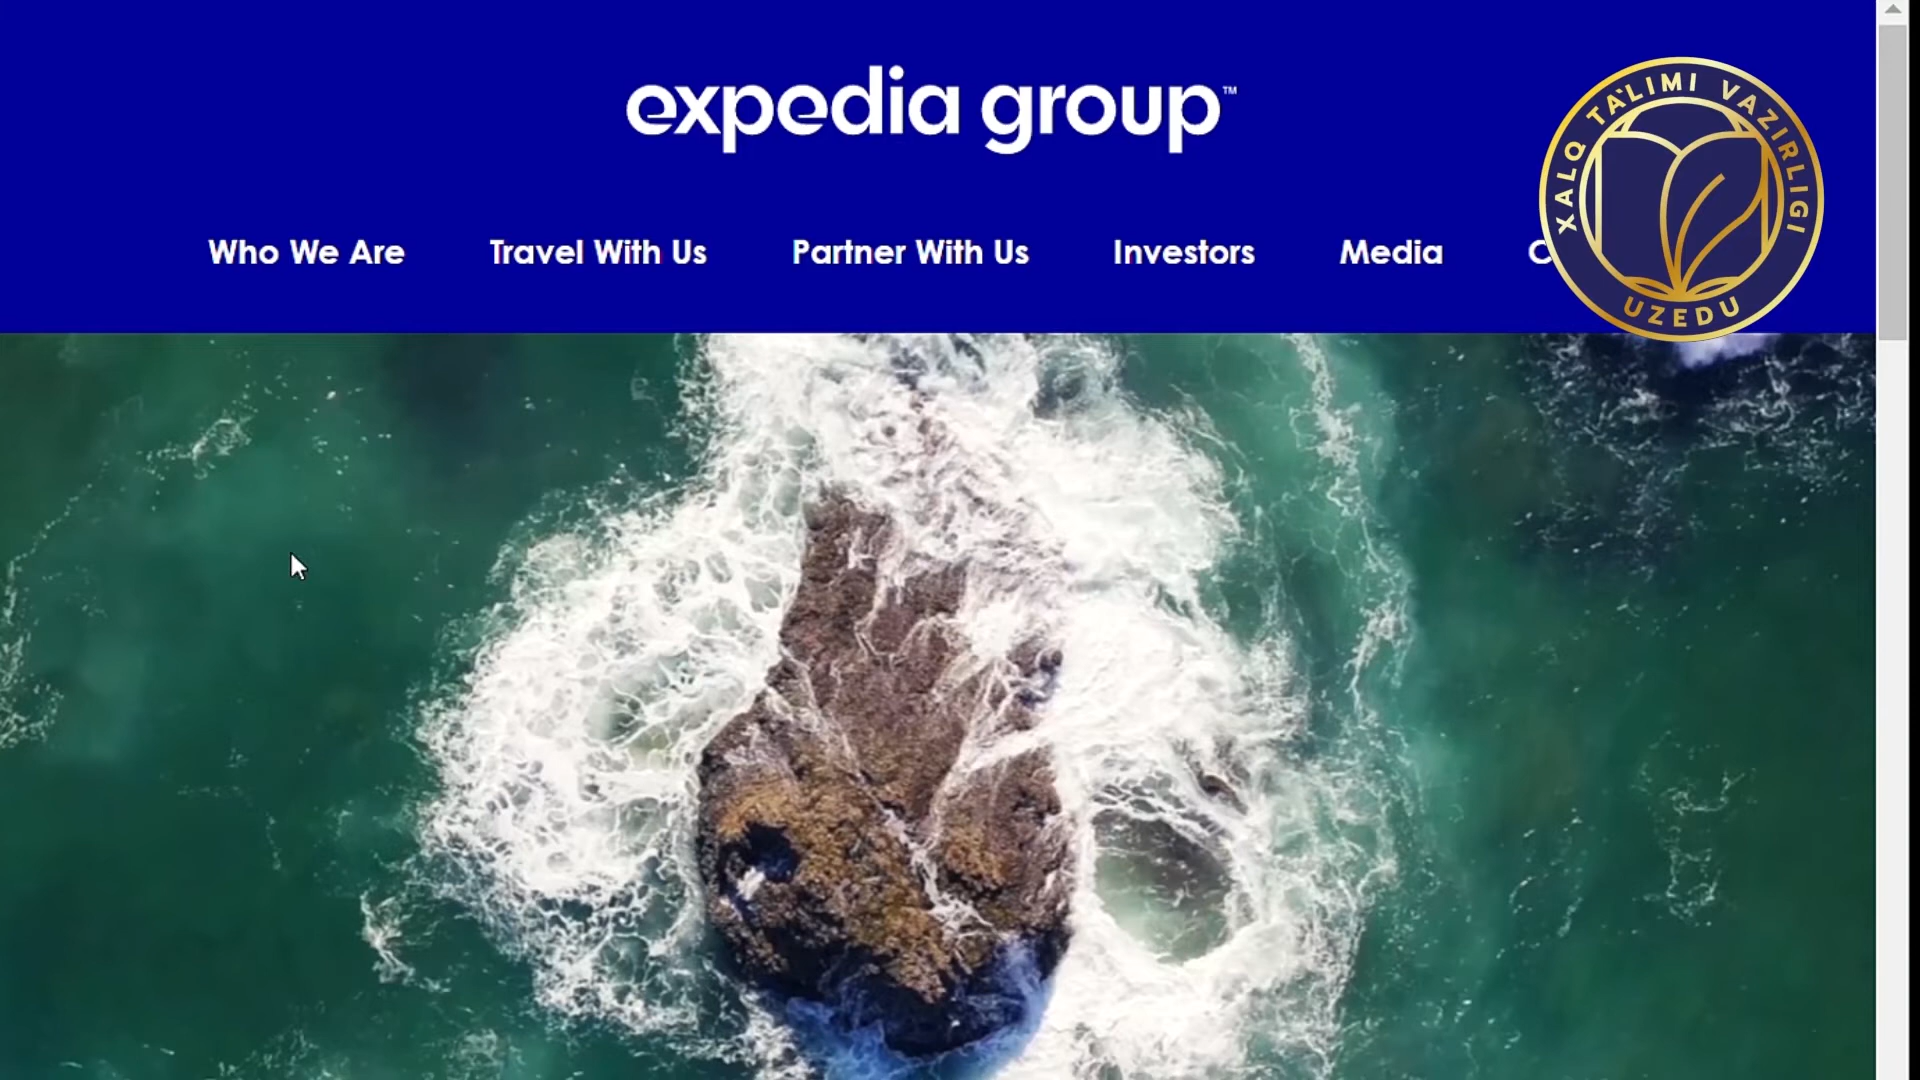 expedia group™
XALQ TA'LIMI VAZIRLIGI
UZEDU
Who We Are Travel With Us Partner With Us Investors Media